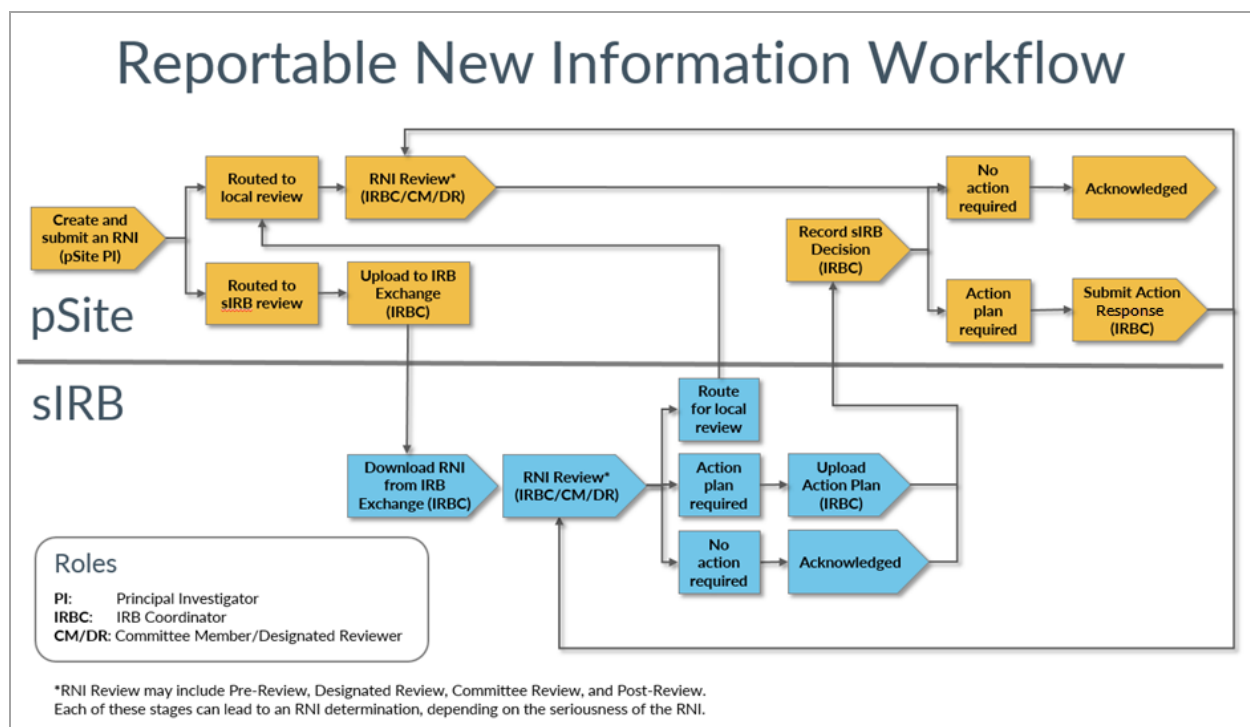 Reportable New Information Workflow
Create and
submit an RNI
(pSite PI)
Routed to
local review
RNI Review*
(IRBC/CM/DR)
Routed to
sIRB review
Upload to IRB
Exchange
(IRBC)
Record sIRB
Decision
(IRBC)
No
action
required
Acknowledged
Action
plan
required
Submit Action
Response
(IRBC)
pSite
sIRB
Download RNI
from IRB
Exchange (IRBC)
RNI Review*
(IRBC/CM/DR)
Route
for local
review
Action
plan
required
Upload
Action Plan
(IRBC)
No
action
required
Acknowledged
Roles
PI: Principal Investigator
IRBC: IRB Coordinator
CM/DR: Committee Member/Designated Reviewer
*RNI Review may include Pre-Review, Designated Review, Committee Review, and Post-Review.
Each of these stages can lead to an RNI determination, depending on the seriousness of the RNI.